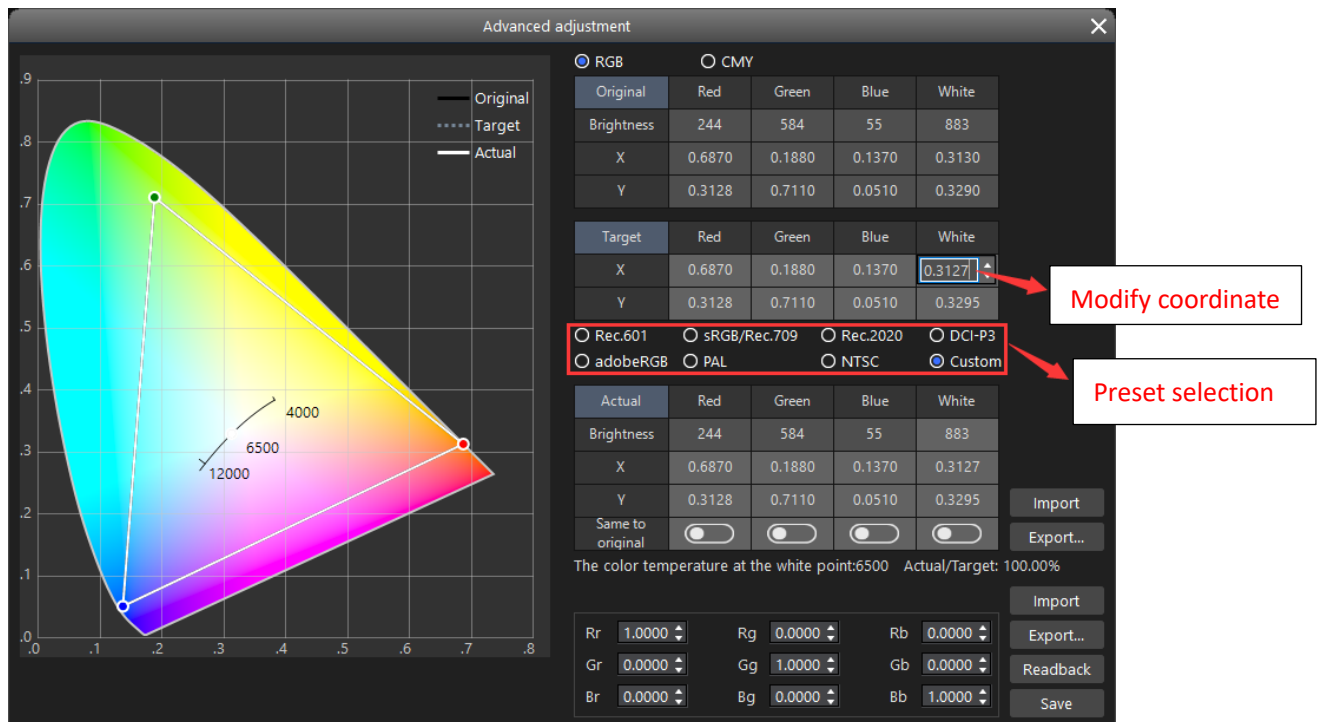 Advanced adjustment
.9
.8
.7
.6
.5
.4
.3
.2
.1
.0
.0 .1 .2 .3 .4 .5 .6 .7 .8
Original
Target
Actual
4000
6500
12000
RGB CMY
Original Red Green Blue White
Brightness 244 584 55 883
X 0.6870 0.1880 0.1370 0.3130
Y 0.3128 0.7110 0.0510 0.3290
Target Red Green Blue White
X 0.6870 0.1880 0.1370 0.3127
Y 0.3128 0.7110 0.0510 0.3295
Modify coordinate
Rec.601 sRGB/Rec.709 Rec.2020 DCI-P3
adobeRGB PAL NTSC Custom
Preset selection
Actual Red Green Blue White
Brightness 244 584 55 883
X 0.6870 0.1880 0.1370 0.3127
Y 0.3128 0.7110 0.0510 0.3295
Same to
original
Import
Export...
The color temperature at the white point:6500 Actual/Target: 100.00%
Rr 1.0000 Rg 0.0000 Rb 0.0000
Gr 0.0000 Gg 1.0000 Gb 0.0000
Br 0.0000 Bg 0.0000 Bb 1.0000
Import
Export...
Readback
Save